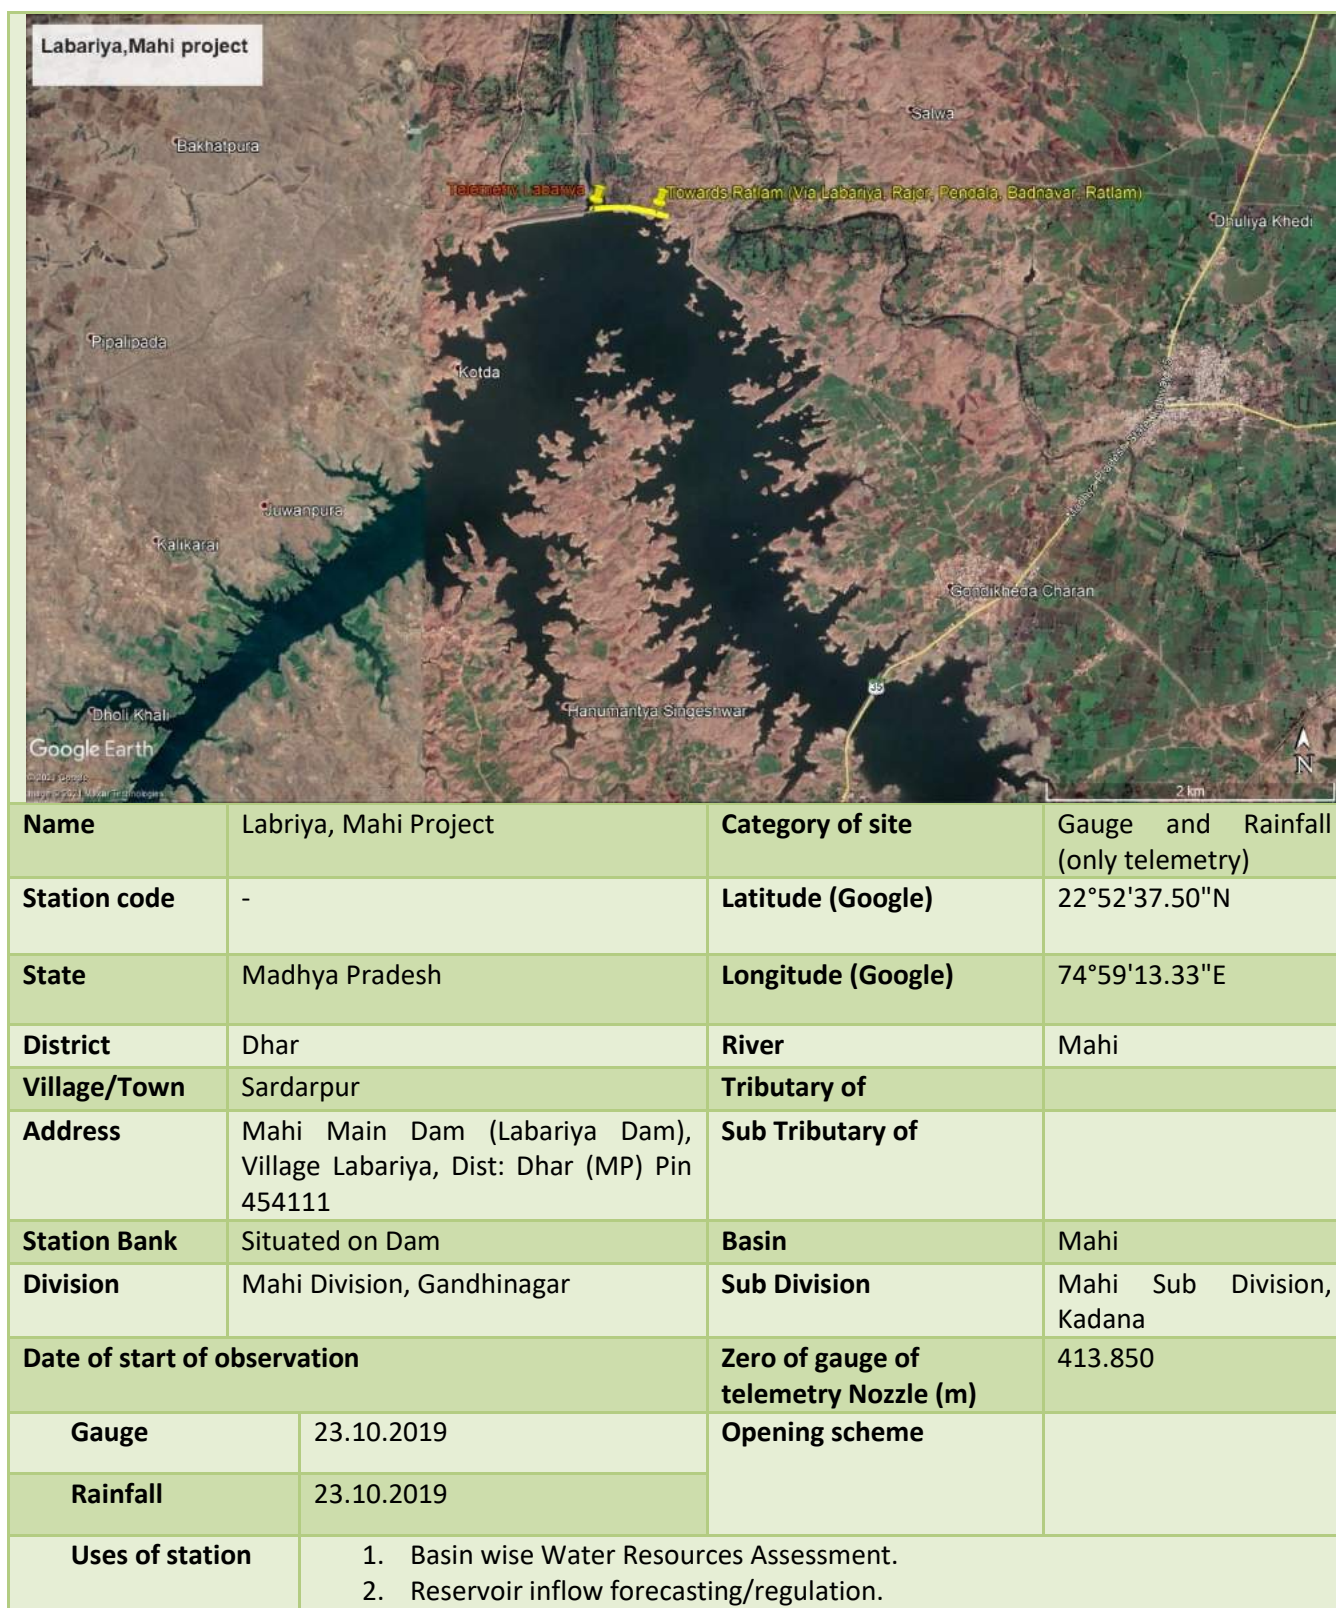 Labariya,Mahi project
Salwa
Bakhatpura
Telemetry Labariya
Towards Ratlam (Via Labariya, Rajor, Pendala, Badnavar, Ratlam)
Dhuliya Khedi
Pipalipada
Kotda
Juwanpura
Kalikarai
Gondikheda Charan
35
Dholi Khali
Hanumantya Singeshwar
Google Earth
© 2021 Google
Image © 2021 Maxar Technologies
N
2 km
Name Labriya, Mahi Project Category of site Gauge and Rainfall
(only telemetry)
Station code - Latitude (Google) 22°52'37.50"N
State Madhya Pradesh Longitude (Google) 74°59'13.33"E
District Dhar River Mahi
Village/Town Sardarpur Tributary of
Address Mahi Main Dam (Labariya Dam), Sub Tributary of
Village Labariya, Dist: Dhar (MP) Pin
454111
Station Bank Situated on Dam Basin Mahi
Division Mahi Division, Gandhinagar Sub Division Mahi Sub Division,
Kadana
Date of start of observation Zero of gauge of 413.850
telemetry Nozzle (m)
Gauge 23.10.2019 Opening scheme
Rainfall 23.10.2019
Uses of station 1. Basin wise Water Resources Assessment.
2. Reservoir inflow forecasting/regulation.